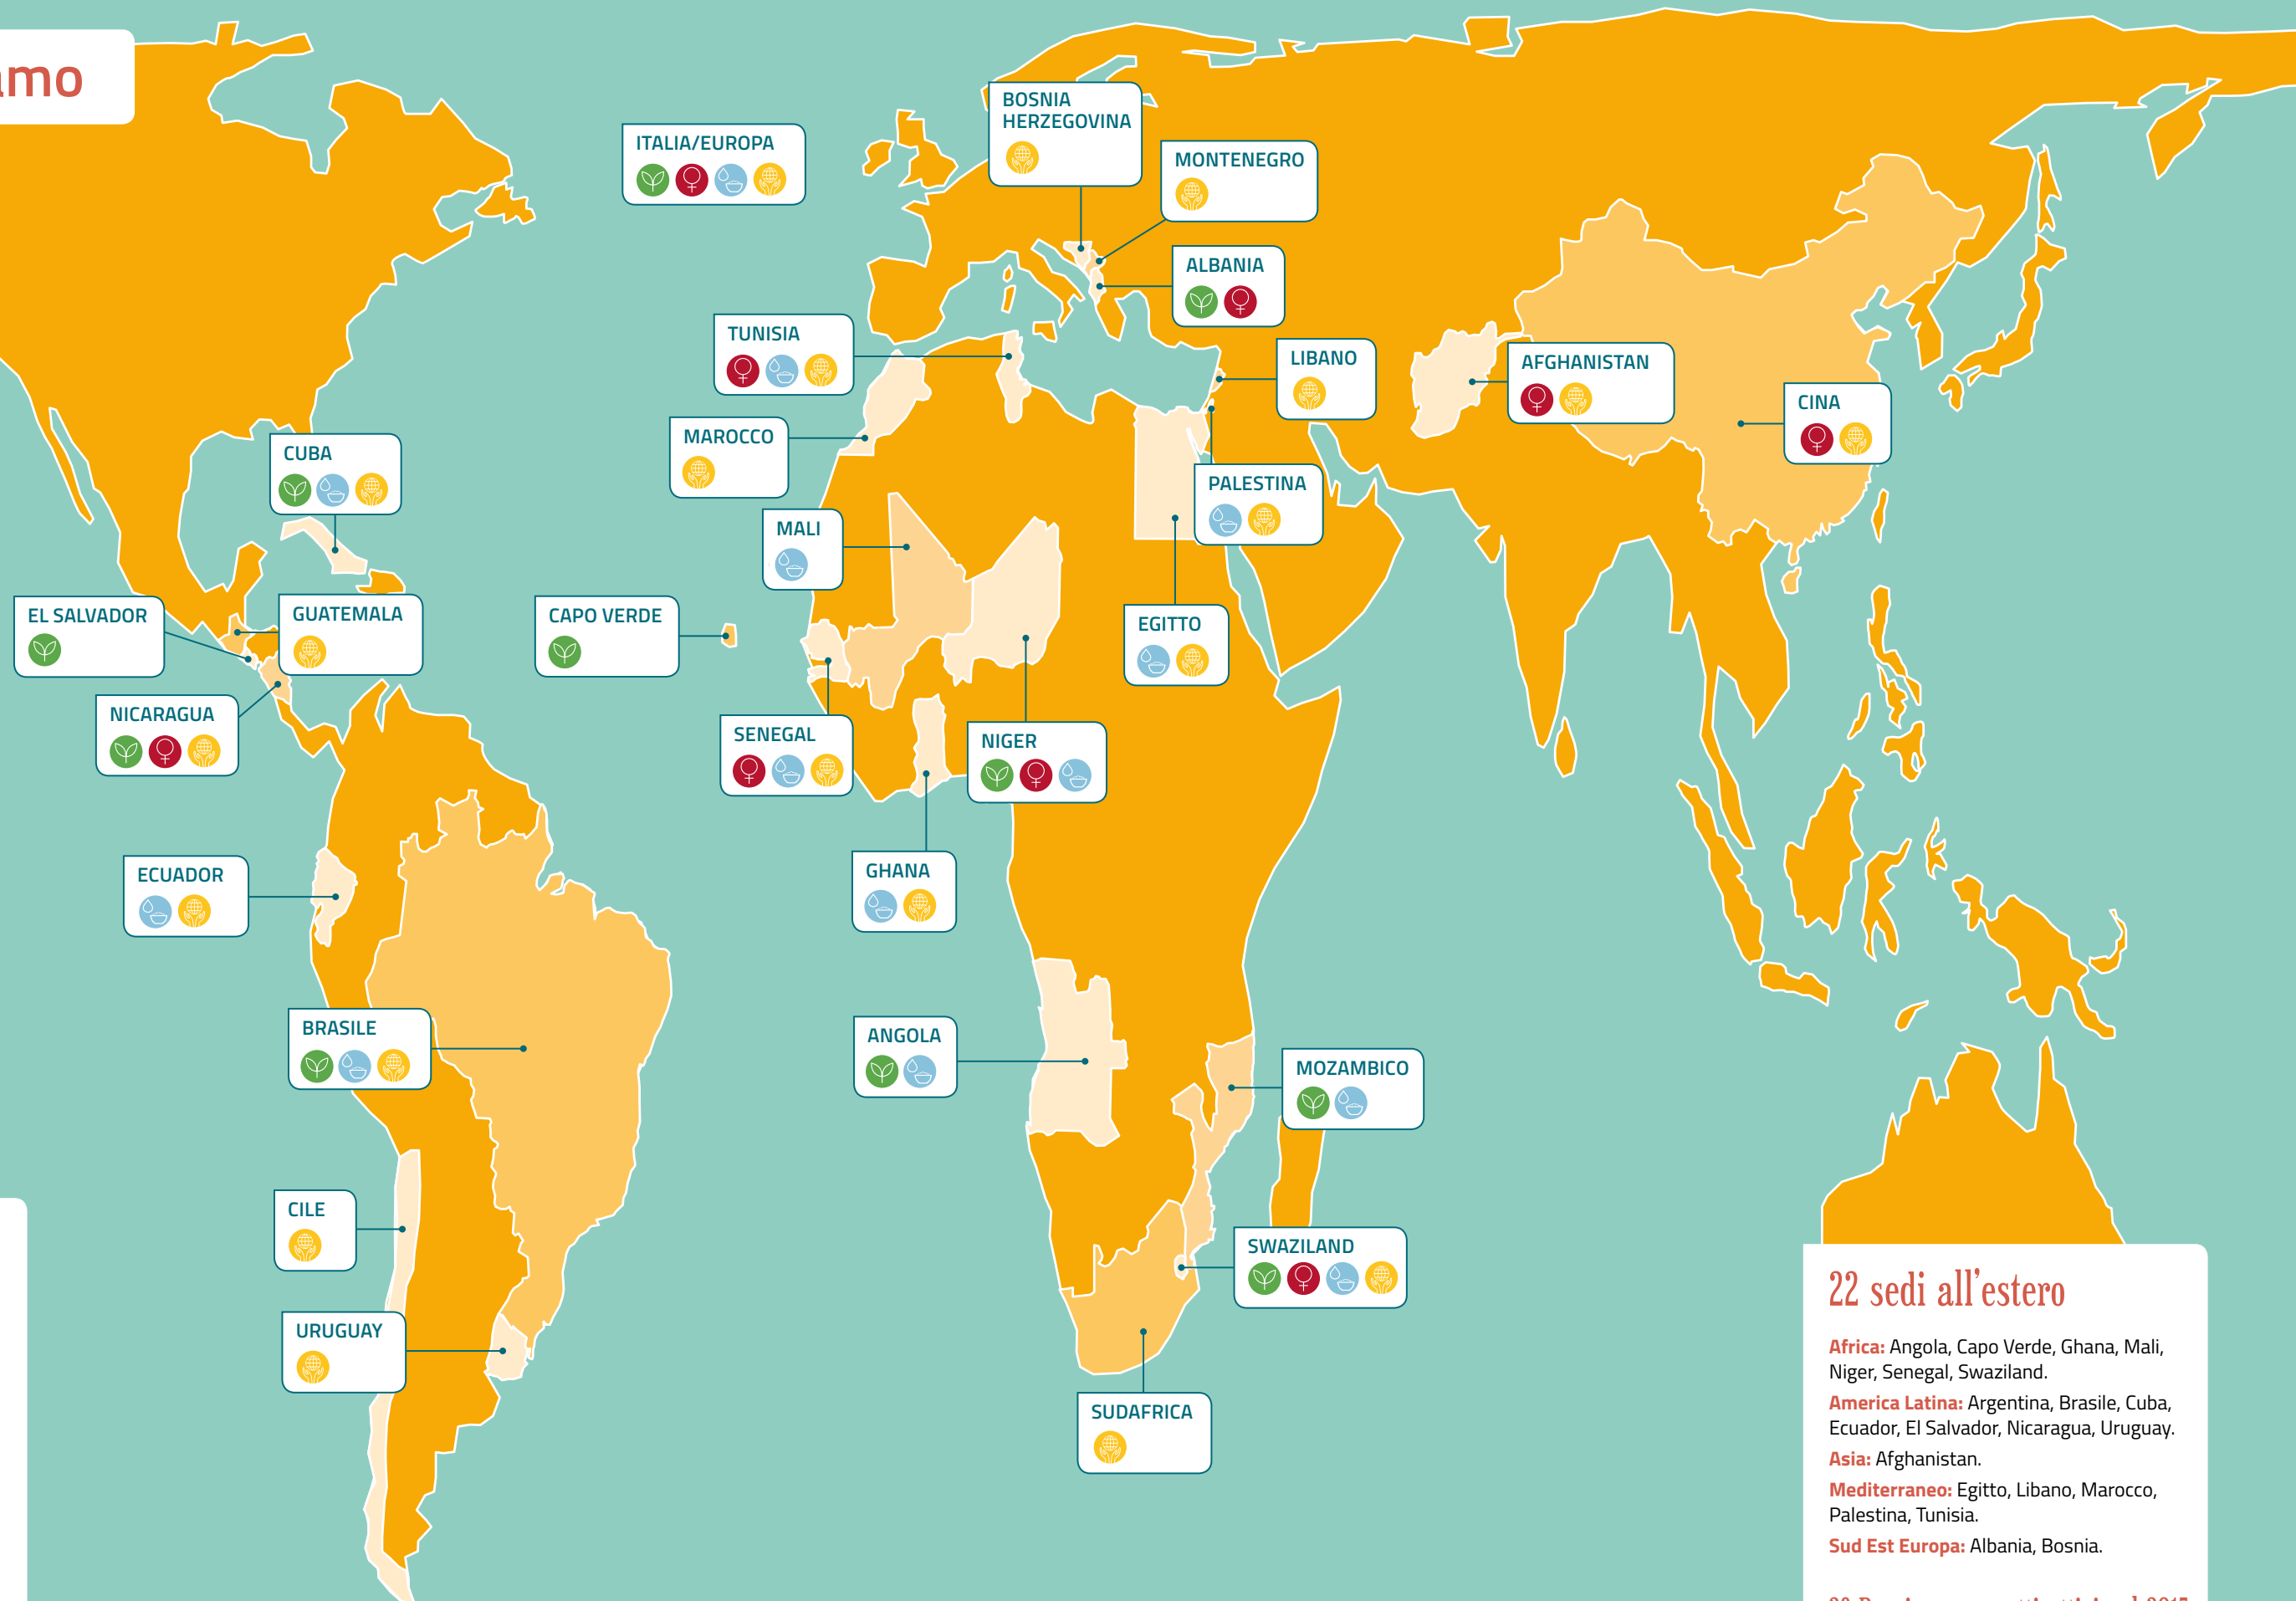 ITALIA/EUROPA
BOSNIA
HERZEGOVINA
MONTENEGRO
ALBANIA
TUNISIA
LIBANO
AFGHANISTAN
CINA
MAROCCO
CUBA
PALESTINA
MALI
EL SALVADOR
GUATEMALA
CAPO VERDE
EGITTO
NICARAGUA
SENEGAL
NIGER
ECUADOR
GHANA
BRASILE
ANGOLA
MOZAMBICO
CILE
SWAZILAND
URUGUAY
SUDAFRICA
22 sedi all'estero
Africa: Angola, Capo Verde, Ghana, Mali,
Niger, Senegal, Swaziland.
America Latina: Argentina, Brasile, Cuba,
Ecuador, El Salvador, Nicaragua, Uruguay.
Asia: Afghanistan.
Mediterraneo: Egitto, Libano, Marocco,
Palestina, Tunisia.
Sud Est Europa: Albania, Bosnia.